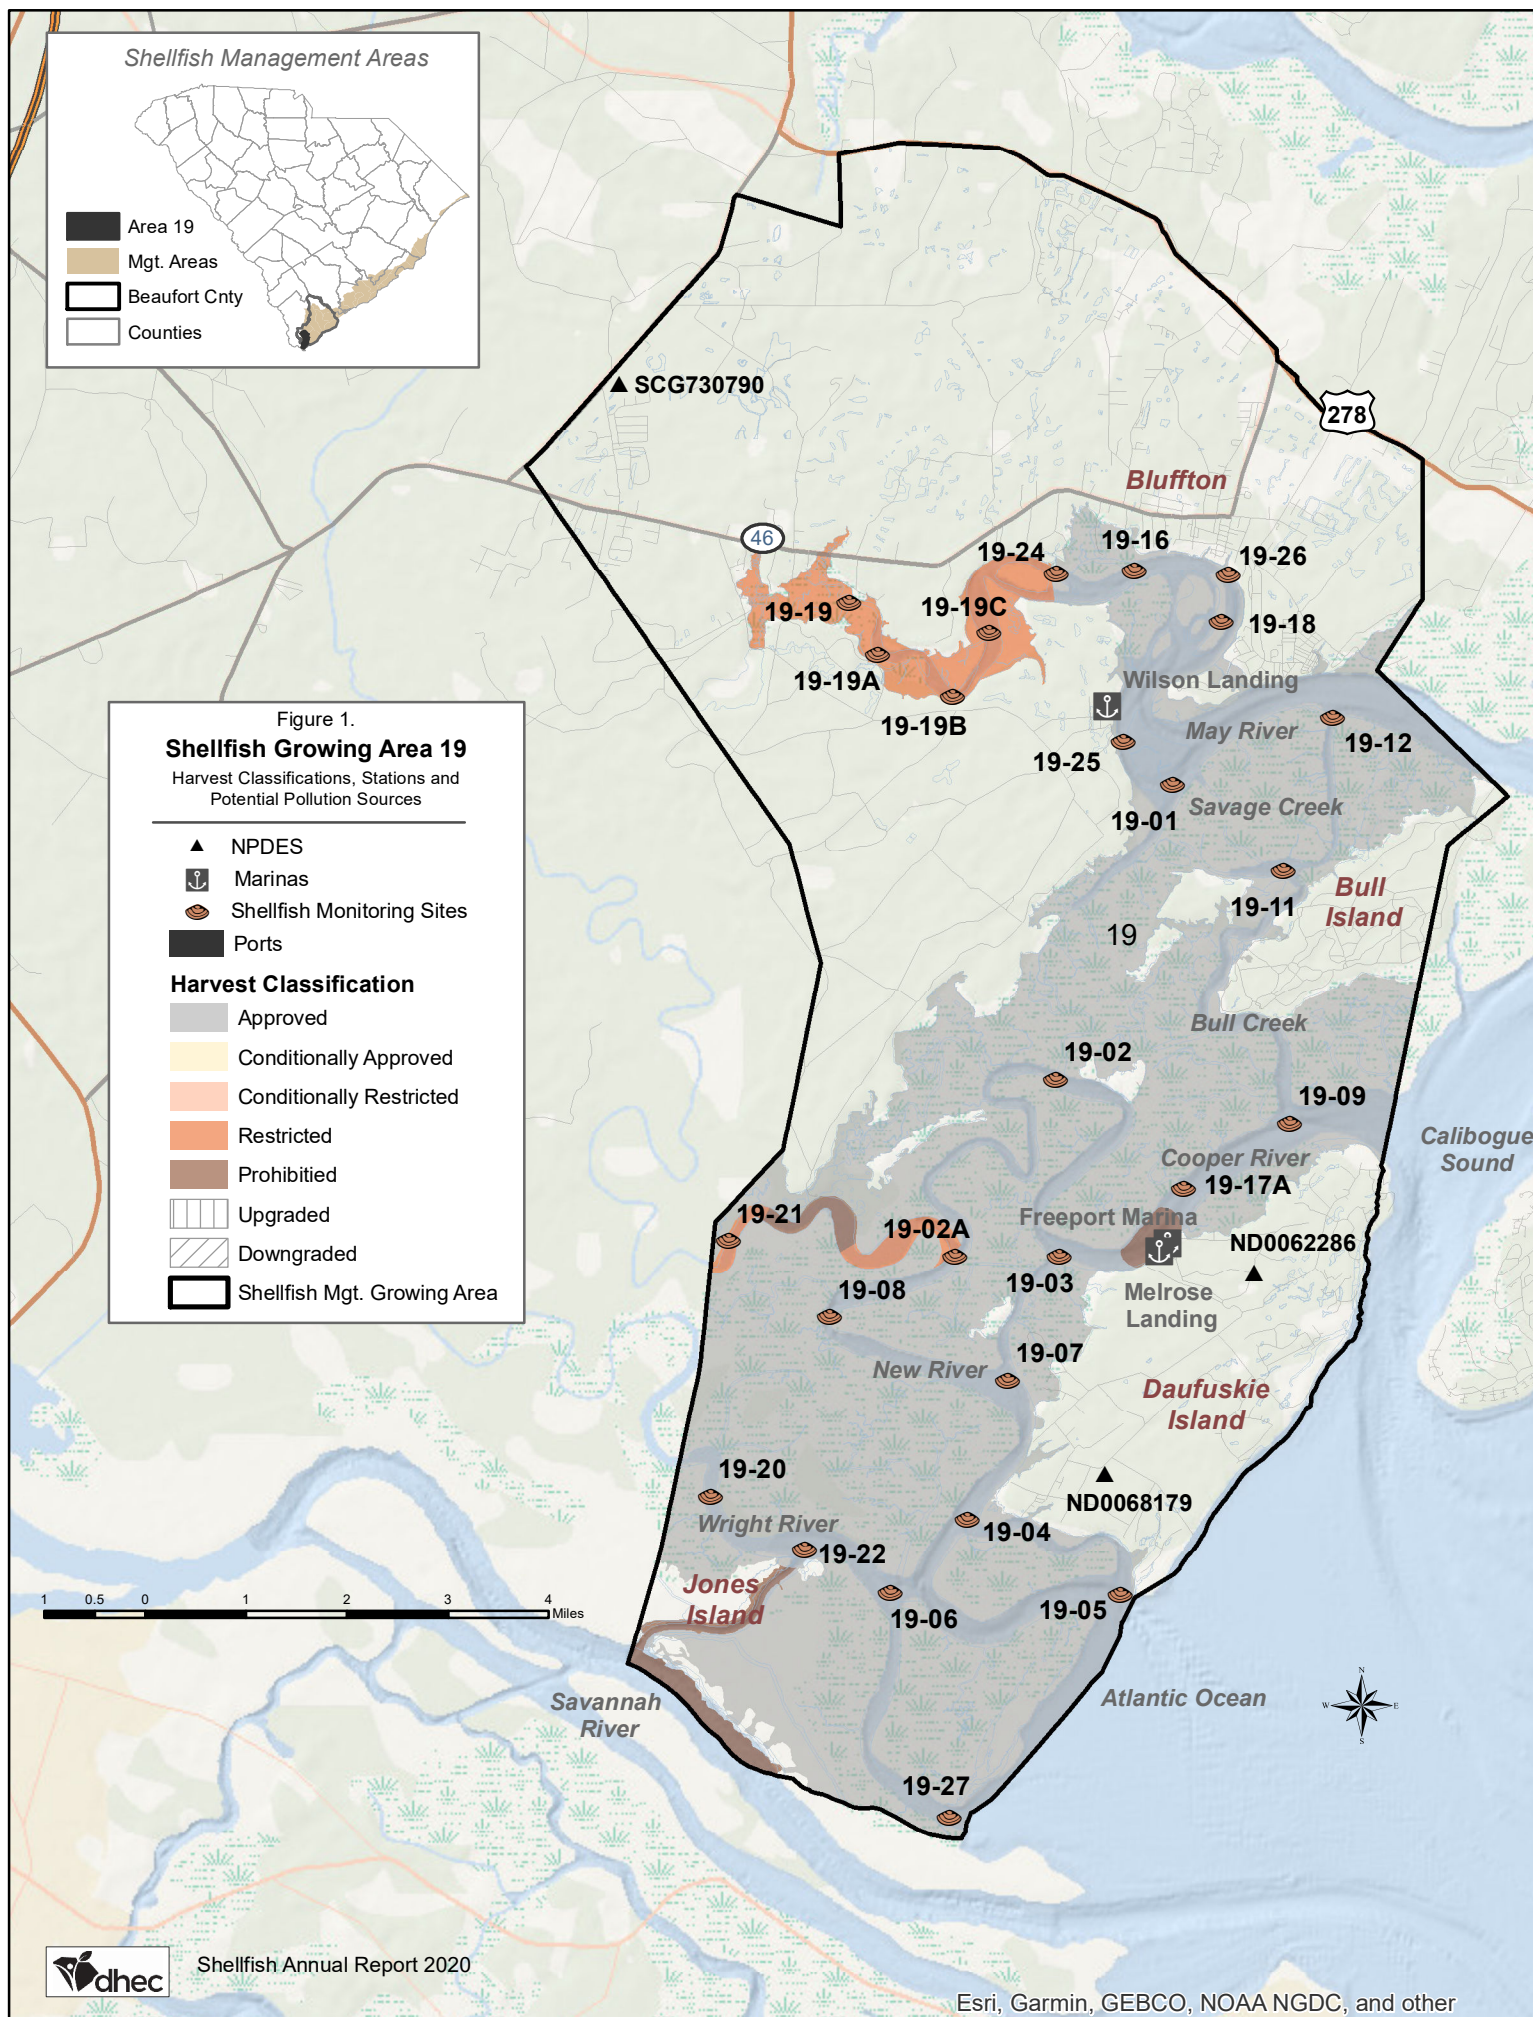 Shellfish Management Areas
Area 19
Mgt. Areas
Beaufort Cnty
Counties
SCG730790
278
Bluffton
46
19-24
19-16
19-26
19-19
19-19C
19-18
19-19A
19-19B
Wilson Landing
May River
19-12
19-25
19-01
Savage Creek
Bull
Island
19-11
19
Bull Creek
19-02
19-09
Calibogue
Sound
Cooper River
19-17A
19-21
19-02A
Freeport Marina
ND0062286
19-03
19-08
Melrose
Landing
19-07
New River
Daufuskie
Island
19-20
ND0068179
Wright River
19-04
19-22
Jones
Island
19-06
19-05
Savannah
River
Atlantic Ocean
19-27
Figure 1.
Shellfish Growing Area 19
Harvest Classifications, Stations and
Potential Pollution Sources
NPDES
Marinas
Shellfish Monitoring Sites
Ports
Harvest Classification
Approved
Conditionally Approved
Conditionally Restricted
Restricted
Prohibitied
Upgraded
Downgraded
Shellfish Mgt. Growing Area
1 0.5 0 1 2 3 4
Miles
N
W E
S
dhec
Shellfish Annual Report 2020
Esri, Garmin, GEBCO, NOAA NGDC, and other